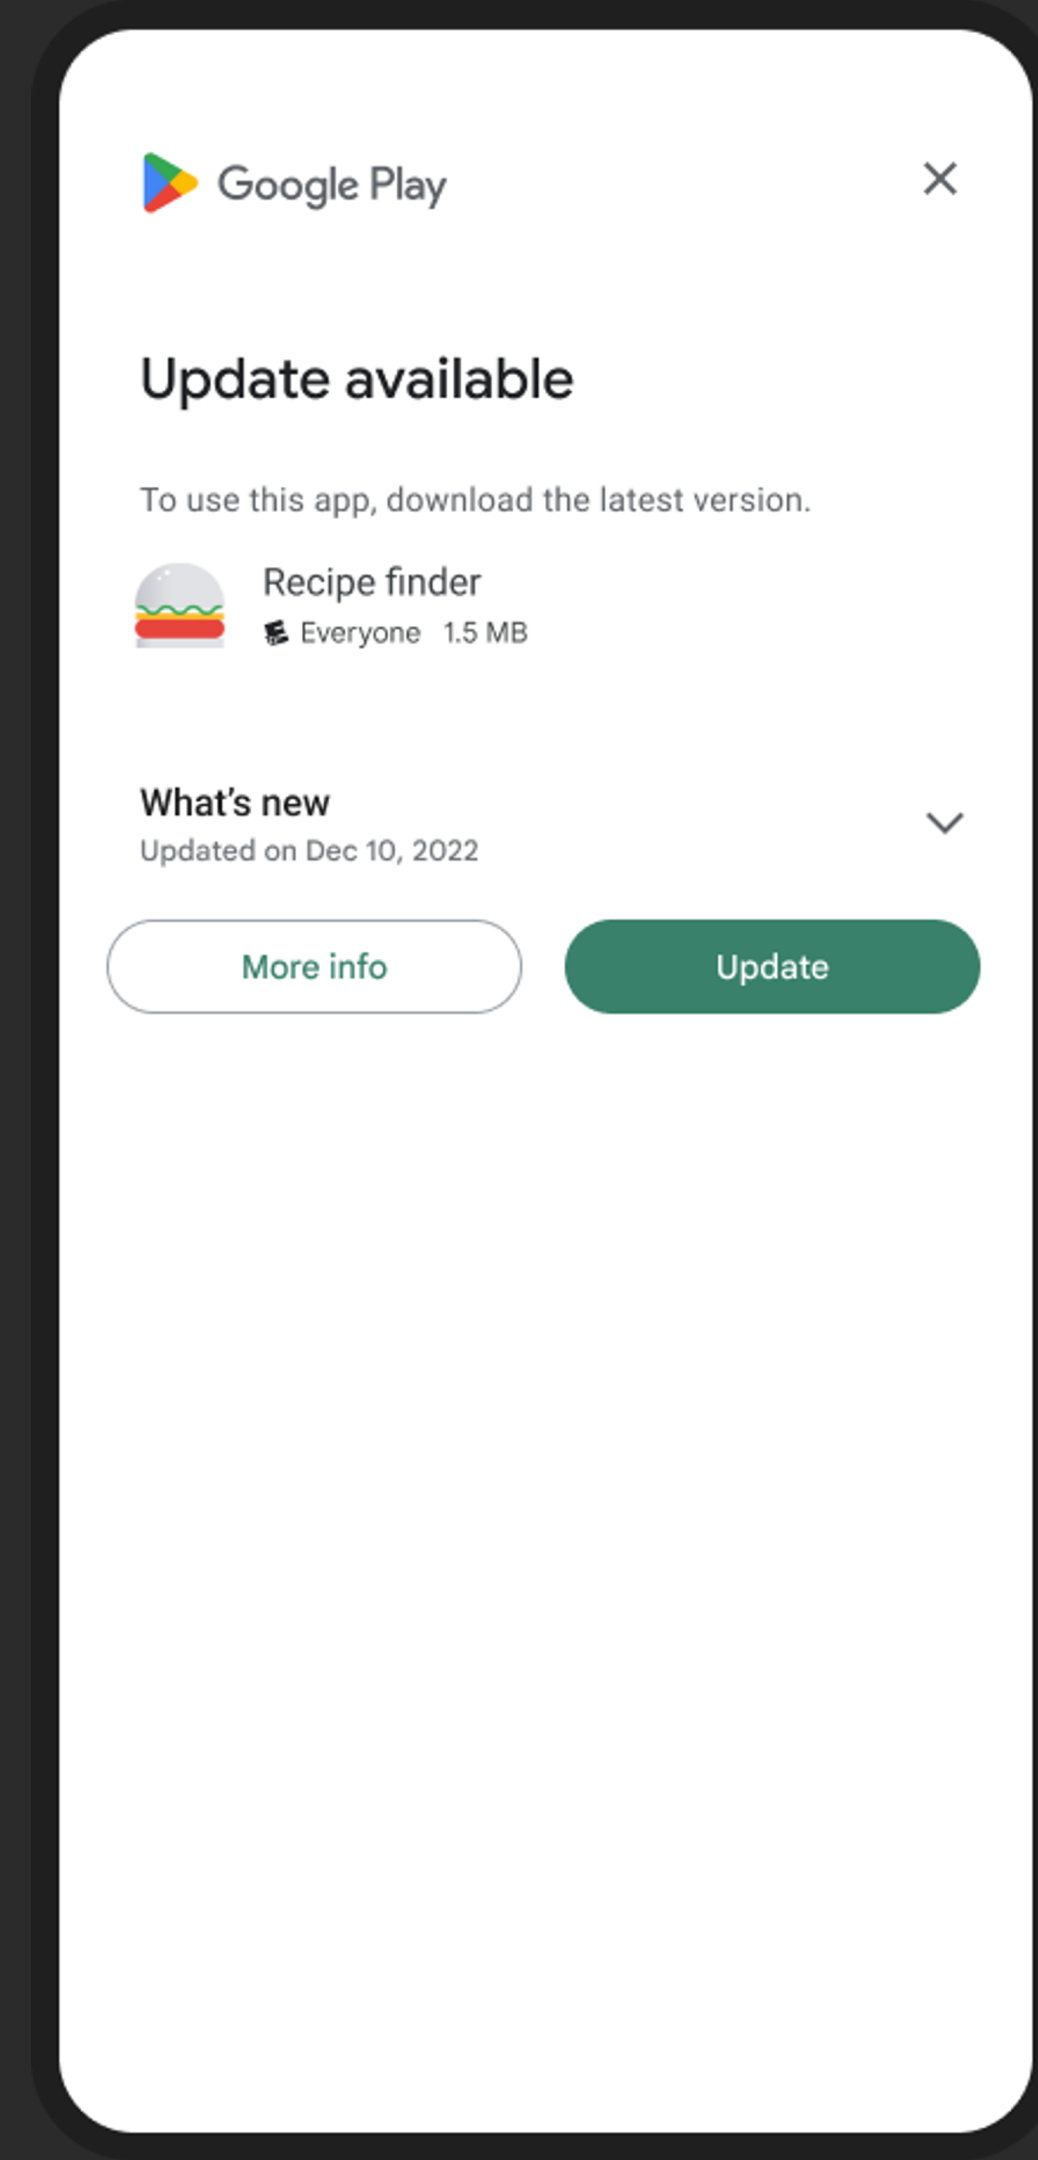 Google Play
Update available
To use this app, download the latest version.
Recipe finder
Everyone 1.5 MB
What’s new
Updated on Dec 10, 2022
More info
Update